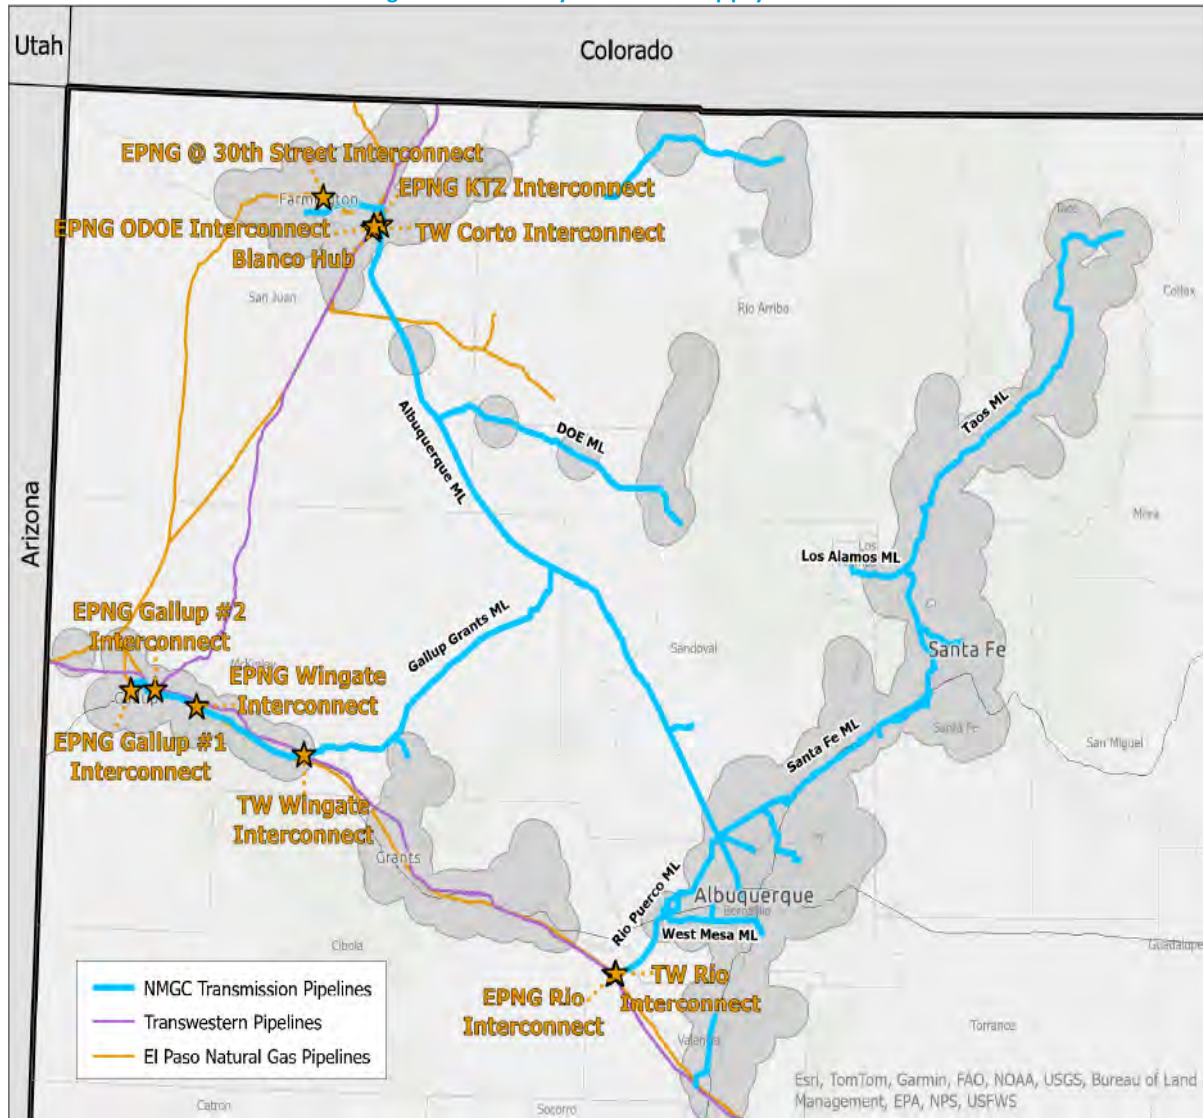 Utah
Colorado
EPNG @ 30th Street Interconnect
EPNG KTZ Interconnect
EPNG ODOE Interconnect
TW Corto Interconnect
Blanco Hub
San Juan
Rio Arriba
Taos
Colfax
Albuquerque ML
DOE ML
Taos ML
Arizona
Mora
Los
Los Alamos ML
EPNG Gallup #2
Interconnect
Gallup Grants ML
Sandoval
Santa Fe
McKinley
EPNG Wingate
Interconnect
Santa Fe ML
Santa Fe
San Miguel
EPNG Gallup #1
Interconnect
TW Wingate
Interconnect
Grants
Rio Puerco ML
Albuquerque
Bernalillo
West Mesa ML
Cibola
Guadalupe
TW Rio
Interconnect
EPNG Rio
Interconnect
NMGC Transmission Pipelines
Transwestern Pipelines
El Paso Natural Gas Pipelines
Torrance
Valencia
Catron
Socorro
Esri, TomTom, Garmin, FAO, NOAA, USGS, Bureau of Land
Management, EPA, NPS, USFWS